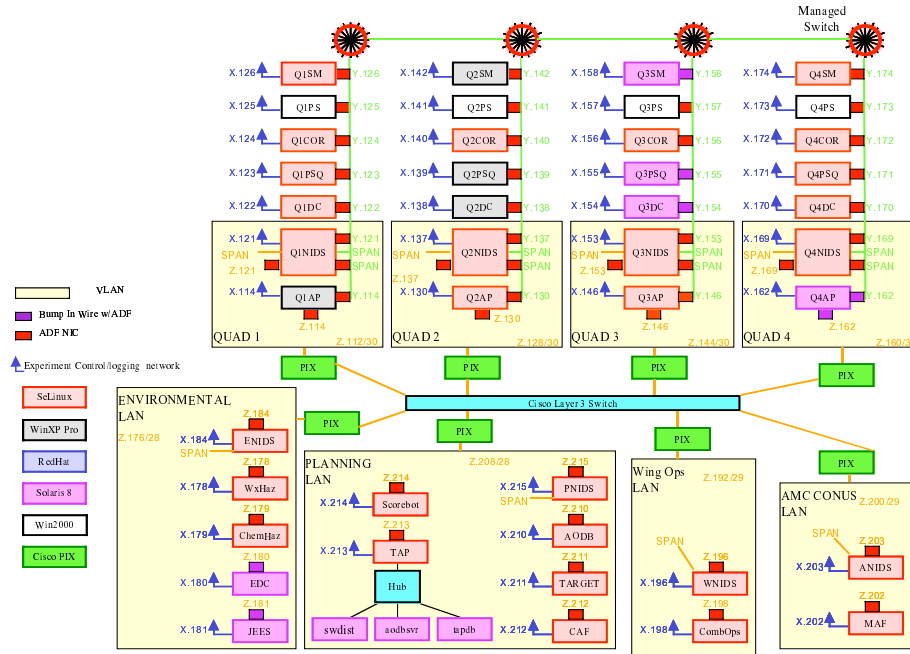 Managed
Switch
X.126 Q1SM Y.126
X.125 Q1PS Y.125
X.124 Q1COR Y.124
X.123 Q1PSQ Y.123
X.122 Q1DC Y.122
X.121 Q1NIDS Y.121
SPAN SPAN
Z.121 SPAN
X.114 Q1AP Y.114
Z.114
QUAD 1 Z.112/30
X.142 Q2SM Y.142
X.141 Q2PS Y.141
X.140 Q2COR Y.140
X.139 Q2PSQ Y.139
X.138 Q2DC Y.136
X.137 Q2NIDS Y.137
SPAN SPAN
Z.137 SPAN
X.130 Q2AP Y.130
Z.130
QUAD 2 Z.128/30
X.158 Q3SM Y.158
X.157 Q3PS Y.157
X.156 Q3COR Y.156
X.155 Q3PSQ Y.155
X.154 Q3DC Y.154
X.153 Q3NIDS Y.153
SPAN SPAN
Z.153 SPAN
X.146 Q3AP Y.146
Z.146
QUAD 3 Z.144/30
X.174 Q4SM Y.174
X.173 Q4PS Y.173
X.172 Q4COR Y.172
X.171 Q4PSQ Y.171
X.170 Q4DC Y.170
X.169 Q4NIDS Y.169
SPAN SPAN
Z.169 SPAN
X.162 Q4AP Y.162
Z.162
QUAD 4 Z.160/3
VLAN
Bump In Wire w/ADF
ADF NIC
Experiment Control/logging network
SeLinux
WinXP Pro
RedHat
Solaris 8
Win2000
Cisco PIX
PIX
PIX
PIX
PIX
Cisco Layer 3 Switch
PIX
PIX
PIX
PIX
ENVIRONMENTAL
LAN
Z.176/28
Z.184
X.184 ENIDS
SPAN
Z.178
X.178 WxHaz
Z.179
X.179 ChemHaz
Z.180
X.180 EDC
Z.181
X.181 JEES
PLANNING
LAN
Z.208/28
Z.214
X.214 Scorebot
Z.213
X.213 TAP
Hub
swdist aodbsvr tapdb
Z.215
X.215 PNIDS
SPAN
Z.210
X.210 AODB
Z.211
X.211 TARGET
Z.212
X.212 CAF
Wing Ops
LAN
Z.192/29
SPAN
Z.196
X.196 WNIDS
Z.198
X.198 CombOps
AMC CONUS
LAN
Z.200/29
SPAN
Z.203
X.203 ANIDS
Z.202
X.202 MAF